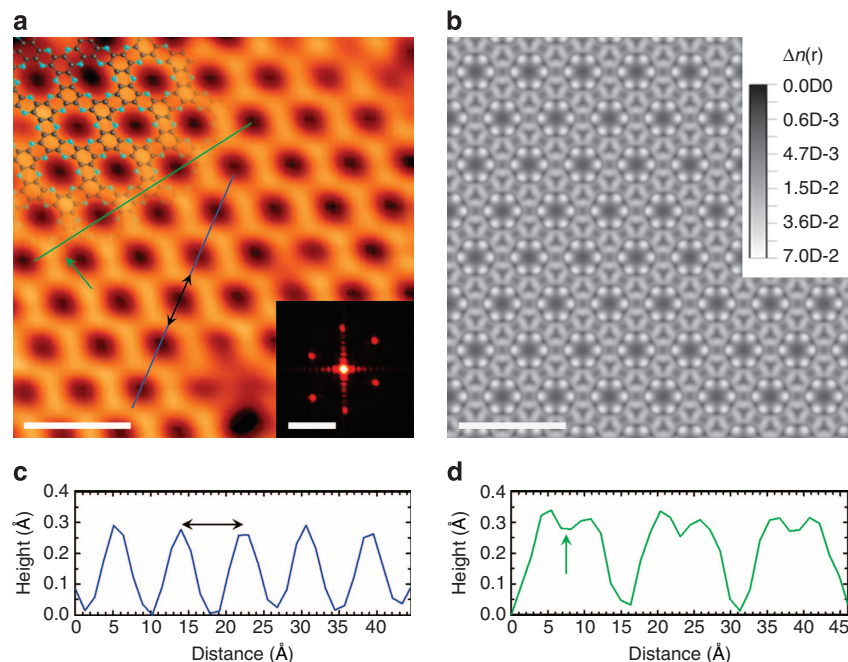 a
b
Δn(r)
0.0D0
0.6D-3
4.7D-3
1.5D-2
3.6D-2
7.0D-2
c
0.4
0.3
0.2
0.1
0
Height (Å)
0 5 10 15 20 25 30 35 40
Distance (Å)
d
0.4
0.3
0.2
0.1
0
Height (Å)
0 5 10 15 20 25 30 35 40 45
Distance (Å)